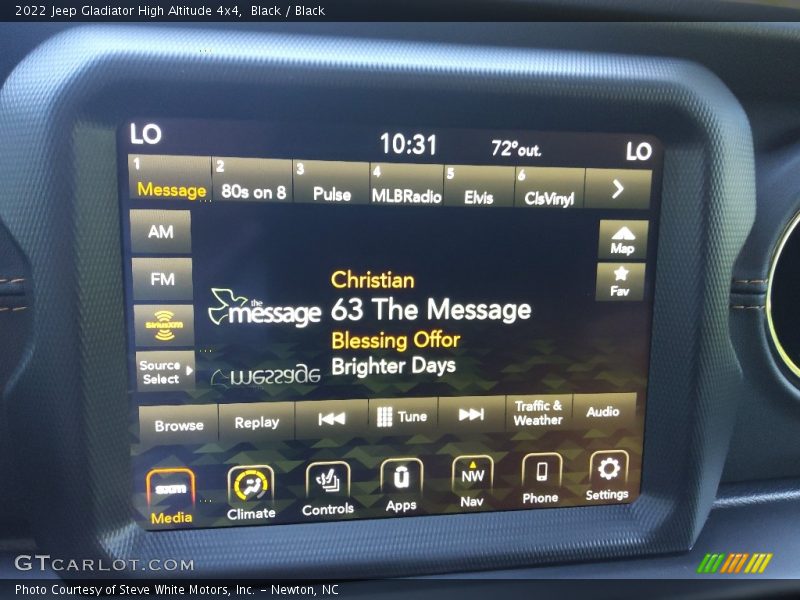 2022 Jeep Gladiator High Altitude 4x4,  Black / Black
LO
10:31
72° out.
LO
1 Message
2 80s on 8
3 Pulse
4 MLBRadio
5 Elvis
6 ClsVinyl
AM
FM
SiriusXM
Source Select
Map
Fav
the message
Christian
63 The Message
Blessing Offor
Brighter Days
message
Browse
Replay
Tune
Traffic & Weather
Audio
SXM
Media
Climate
Controls
Apps
NW
Nav
Phone
Settings
GTCARLOT.COM
Photo Courtesy of Steve White Motors, Inc. – Newton, NC